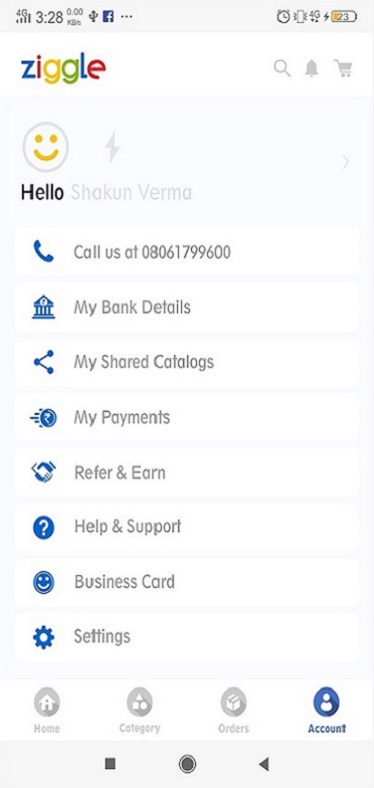 4G 3:28 0.00 KB/s ... 4G 23
ziggle
Hello Shakun Verma
Call us at 08061799600
My Bank Details
My Shared Catalogs
My Payments
Refer & Earn
Help & Support
Business Card
Settings
Home Category Orders Account